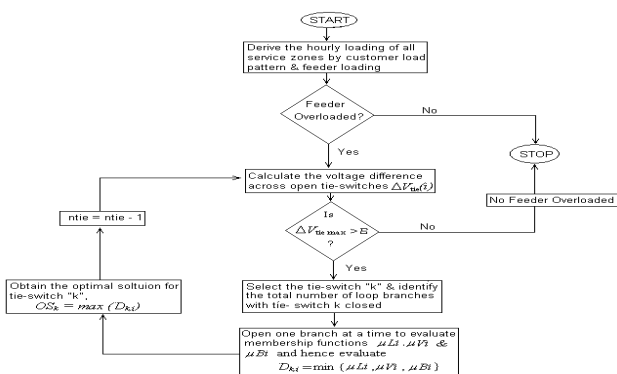 START
Derive the hourly loading of all
service zones by customer load
pattern & feeder loading
Feeder
Overloaded?
No
Yes
STOP
Calculate the voltage difference
across open tie-switches ΔVtie(i)
No Feeder Overloaded
ntie = ntie - 1
Is
ΔVtie max > Ε
?
No
Yes
Obtain the optimal soltuion for
tie-switch "k",
OSk = max (Dki)
Select the tie-switch "k" & identify
the total number of loop branches
with tie- switch k closed
Open one branch at a time to evaluate
membership functions μLi .μVi &
μBi and hence evaluate
Dki = min {μLi ,μVi , μBi}